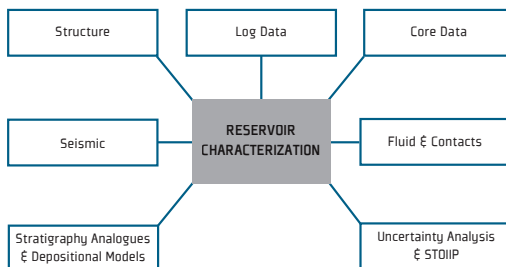 Structure
Log Data
Core Data
Seismic
RESERVOIR
CHARACTERIZATION
Fluid & Contacts
Stratigraphy Analogues
& Depositional Models
Uncertainty Analysis
& STOIIP